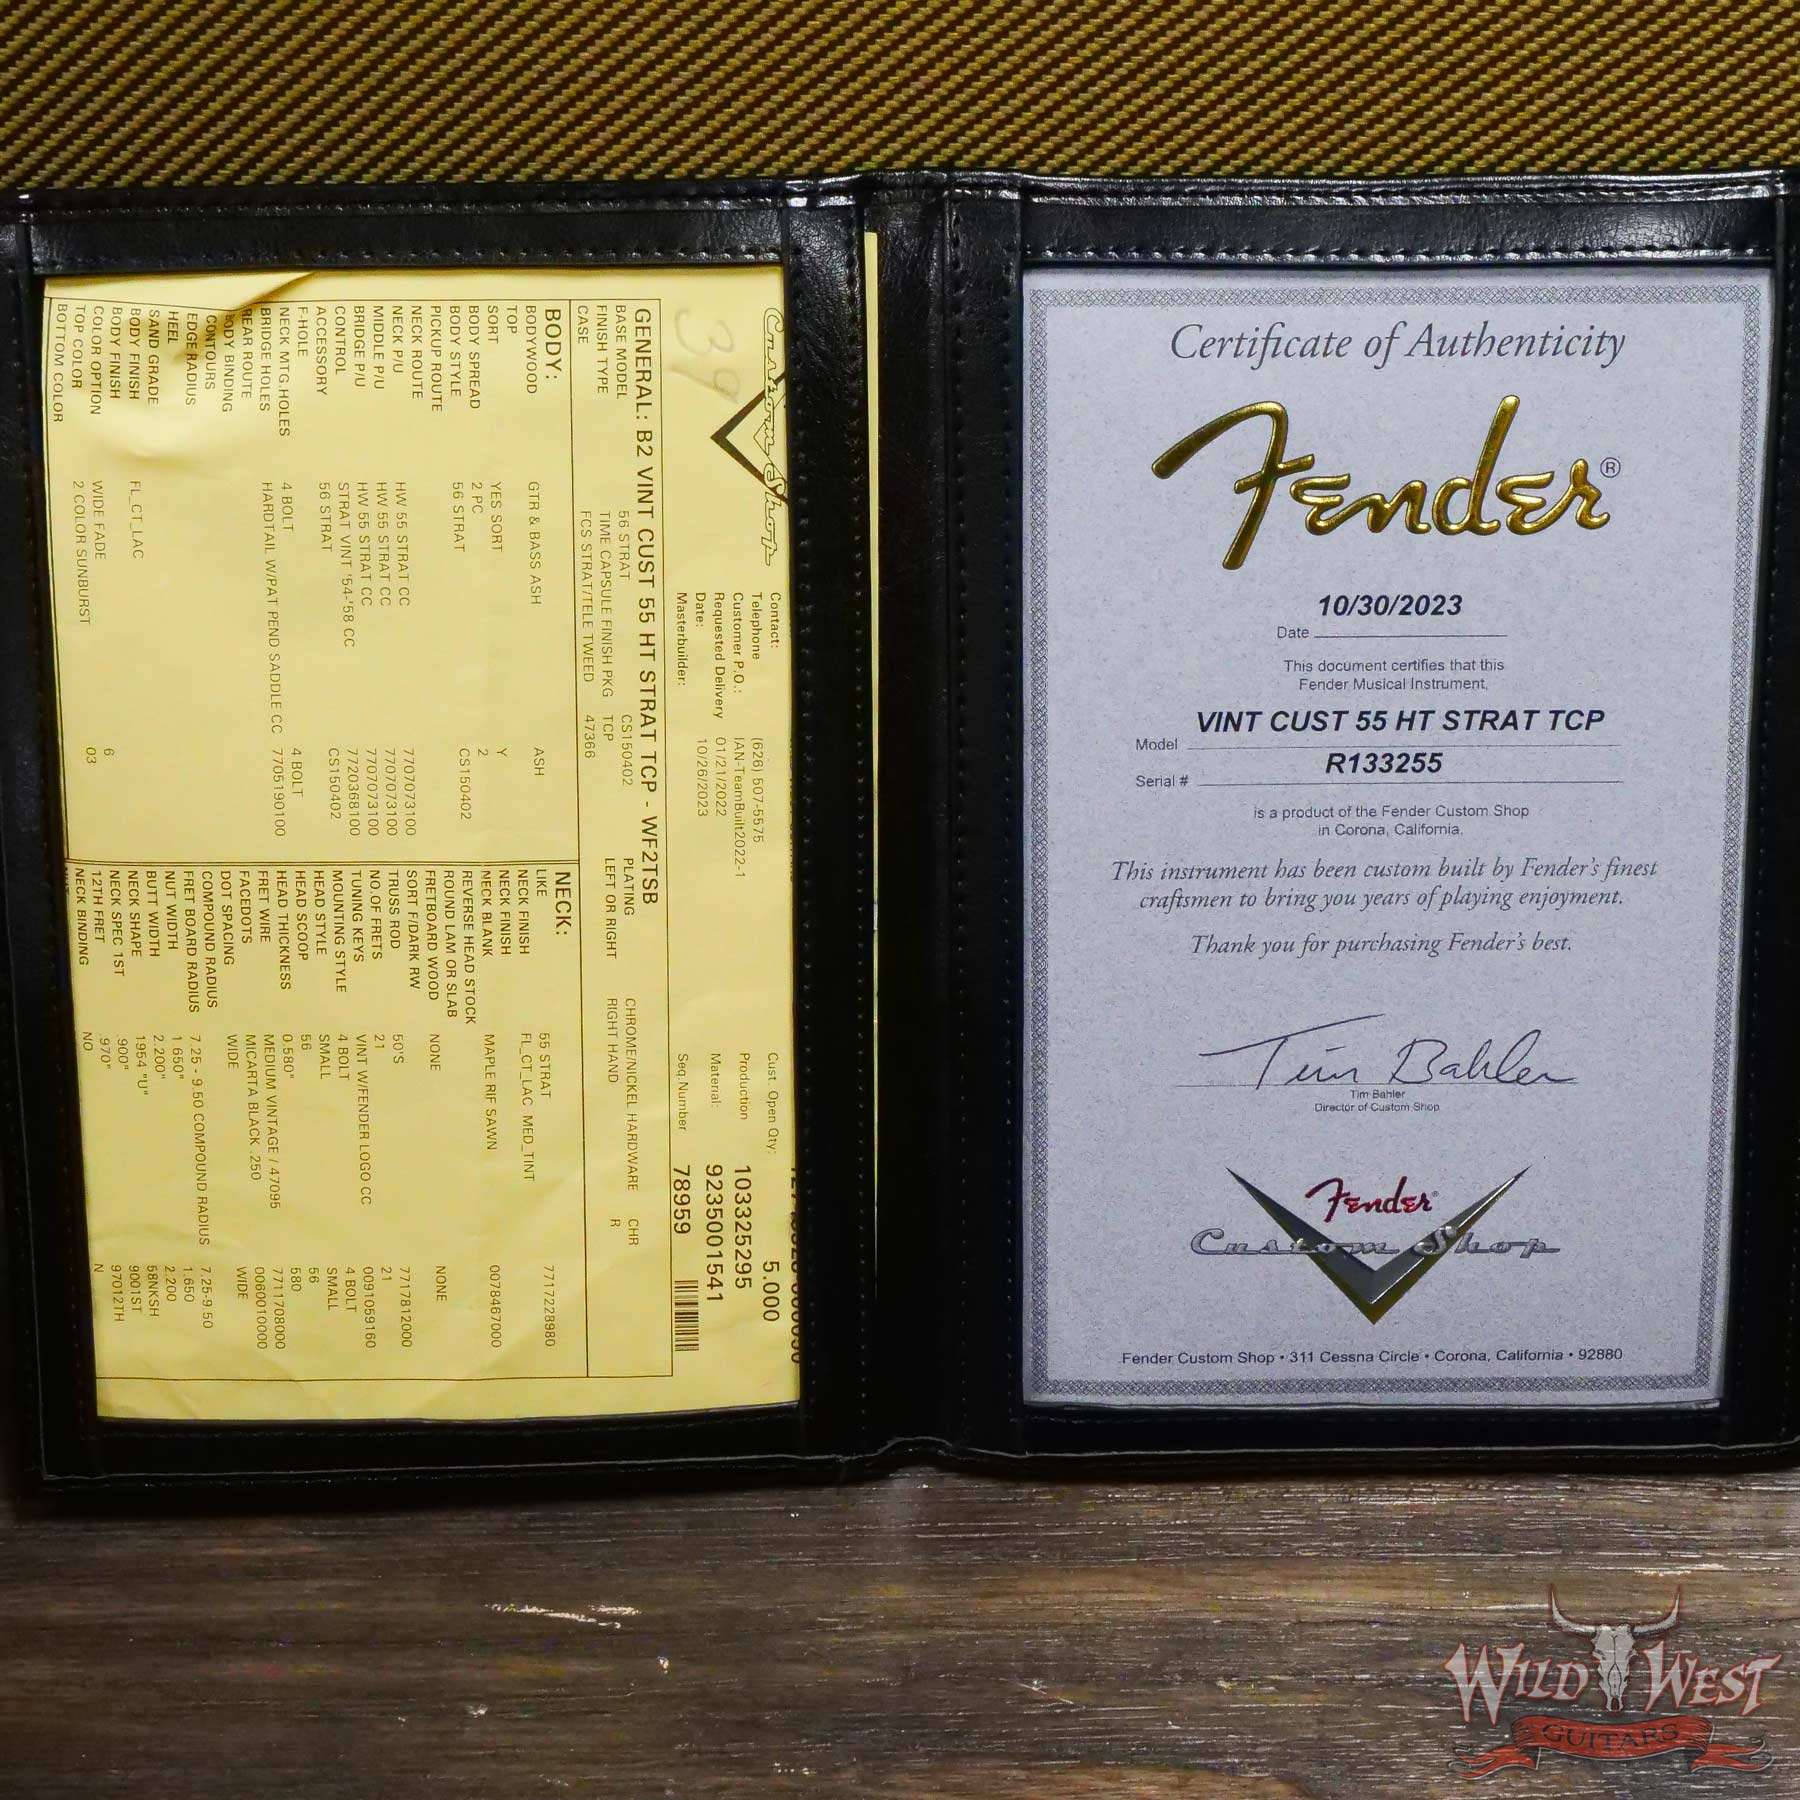 Custom Shop
39
Contact:
Telephone (626) 507-5575
Customer P.O.: IAN-TeamBuilt2022-1
Requested Delivery 01/21/2022
Date: 10/26/2023
Masterbuilder:
Cust. Open Qty: 5.000
Production 103325295
Material: 9235001541
Seq.Number 78959
GENERAL: B2 VINT CUST 55 HT STRAT TCP - WF2TSB
BASE MODEL 56 STRAT CS150402 PLATING CHROME/NICKEL HARDWARE CHR
FINISH TYPE TIME CAPSULE FINISH PKG TCP LEFT OR RIGHT RIGHT HAND R
CASE FCS STRAT/TELE TWEED 47366
BODY:
BODYWOOD GTR & BASS ASH ASH
TOP
SORT YES SORT Y
BODY SPREAD 2 PC 2
BODY STYLE 56 STRAT CS150402
PICKUP ROUTE
NECK ROUTE
NECK P/U HW 55 STRAT CC 7707073100
MIDDLE P/U HW 55 STRAT CC 7707073100
BRIDGE P/U HW 55 STRAT CC 7707073100
CONTROL STRAT VINT '54-'58 CC 7720368100
ACCESSORY 56 STRAT CS150402
F-HOLE
NECK MTG.HOLES 4 BOLT 4 BOLT
BRIDGE HOLES HARDTAIL W/PAT PEND SADDLE CC 7705190100
REAR ROUTE
BODY BINDING
CONTOURS
EDGE RADIUS
HEEL
SAND GRADE
BODY FINISH FL_CT_LAC
BODY FINISH
COLOR OPTION WIDE FADE 6
TOP COLOR 2 COLOR SUNBURST 03
BOTTOM COLOR
NECK:
LIKE 55 STRAT 7717228980
NECK FINISH FL_CT_LAC MED_TINT
NECK FINISH
NECK BLANK MAPLE RIF SAWN 0078467000
REVERSE HEAD STOCK
ROUND LAM OR SLAB
FRETBOARD WOOD NONE NONE
SORT F/DARK RW
TRUSS ROD 50'S 7717812000
NO.OF FRETS 21 21
TUNING KEYS VINT W/FENDER LOGO CC 0091059160
MOUNTING STYLE 4 BOLT 4 BOLT
HEAD STYLE SMALL SMALL
HEAD SCOOP 56 56
HEAD THICKNESS 0.580" 580
FRET WIRE MEDIUM VINTAGE / 47095 7711708000
FACEDOTS MICARTA BLACK .250 0060010000
DOT SPACING WIDE WIDE
COMPOUND RADIUS
FRET BOARD RADIUS 7.25 - 9.50 COMPOUND RADIUS 7.25-9.50
NUT WIDTH 1.650" 1.650
BUTT WIDTH 2.200" 2.200
NECK SHAPE 1954 "U" 58NKSH
NECK SPEC 1ST .900" 9001ST
12TH FRET .970" 97012TH
NECK BINDING NO N
Certificate of Authenticity
Fender®
10/30/2023
Date
This document certifies that this
Fender Musical Instrument,
VINT CUST 55 HT STRAT TCP
Model
R133255
Serial #
is a product of the Fender Custom Shop
in Corona, California.
This instrument has been custom built by Fender's finest
craftsmen to bring you years of playing enjoyment.
Thank you for purchasing Fender's best.
Tim Bahler
Tim Bahler
Director of Custom Shop
Fender®
Custom Shop
Fender Custom Shop • 311 Cessna Circle • Corona, California • 92880
WILD WEST
GUITARS